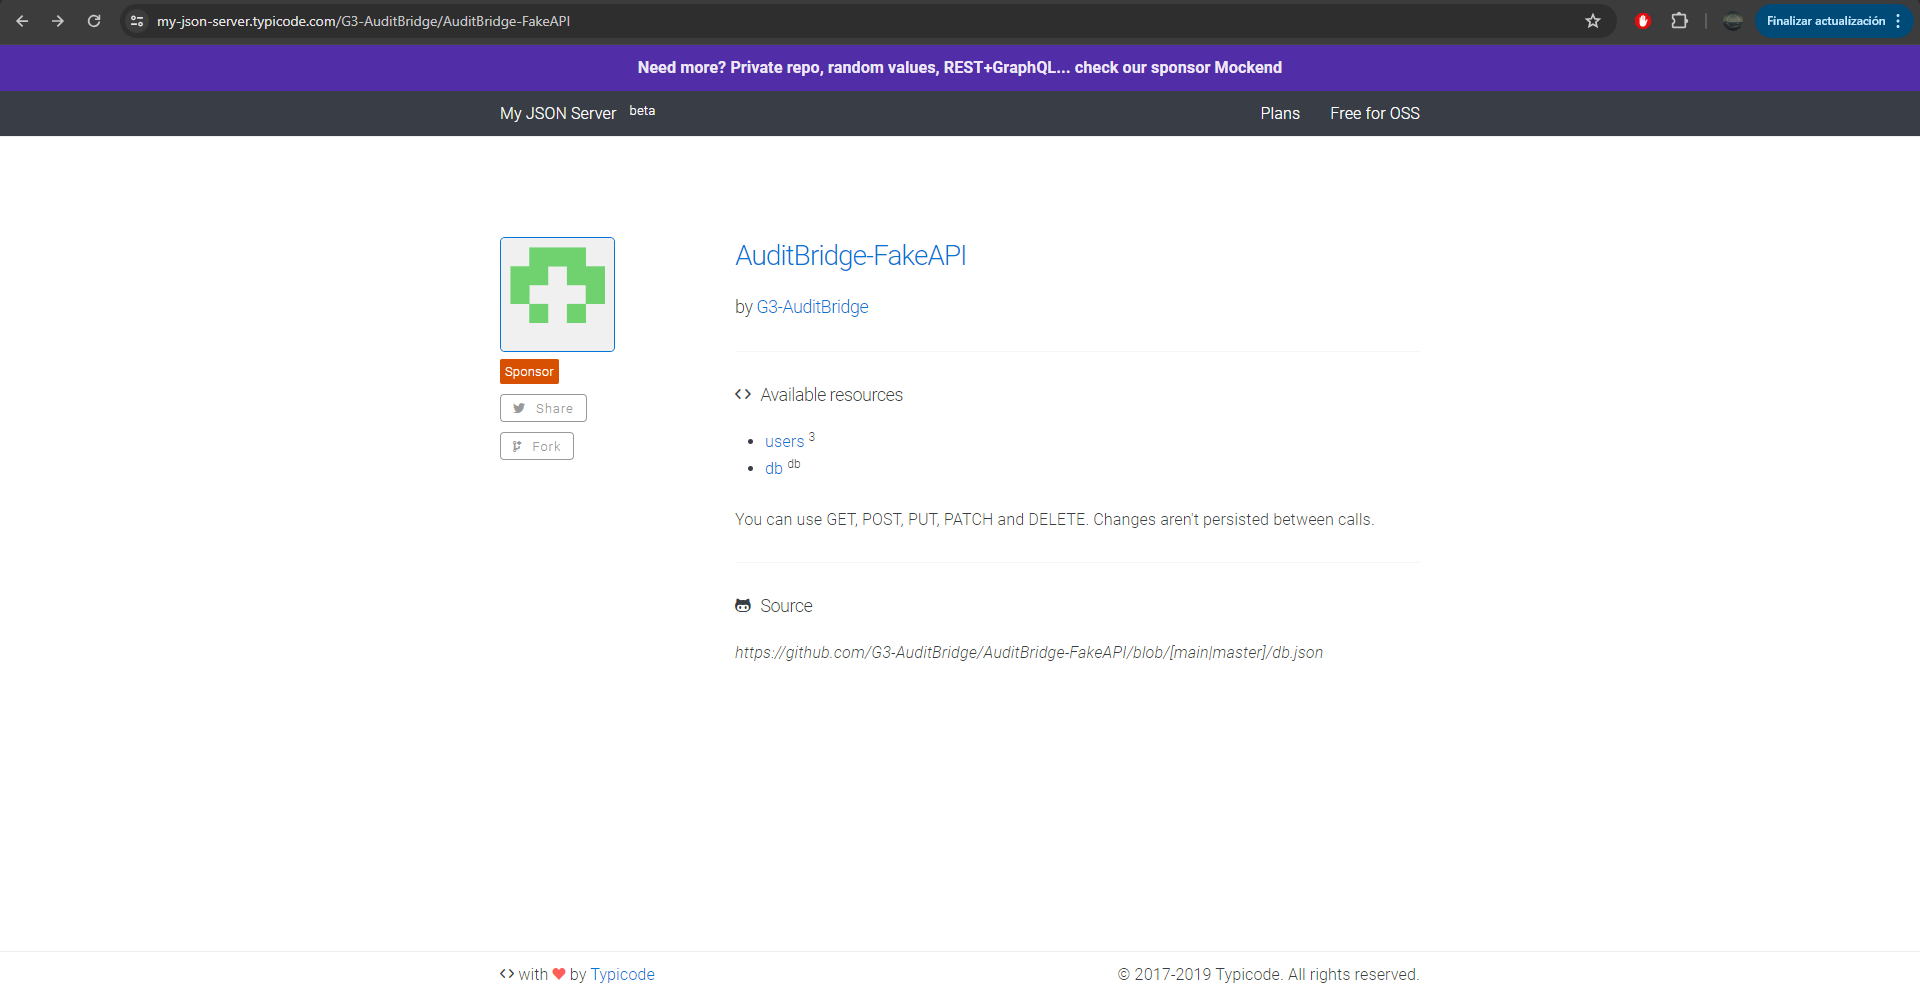 my-json-server.typicode.com/G3-AuditBridge/AuditBridge-FakeAPI
Finalizar actualización
Need more? Private repo, random values, REST+GraphQL... check our sponsor Mockend
My JSON Server beta
Plans
Free for OSS
AuditBridge-FakeAPI
by G3-AuditBridge
Sponsor
Share
Fork
<> Available resources
• users 3
• db db
You can use GET, POST, PUT, PATCH and DELETE. Changes aren't persisted between calls.
Source
https://github.com/G3-AuditBridge/AuditBridge-FakeAPI/blob/[main|master]/db.json
<> with ❤ by Typicode
© 2017-2019 Typicode. All rights reserved.